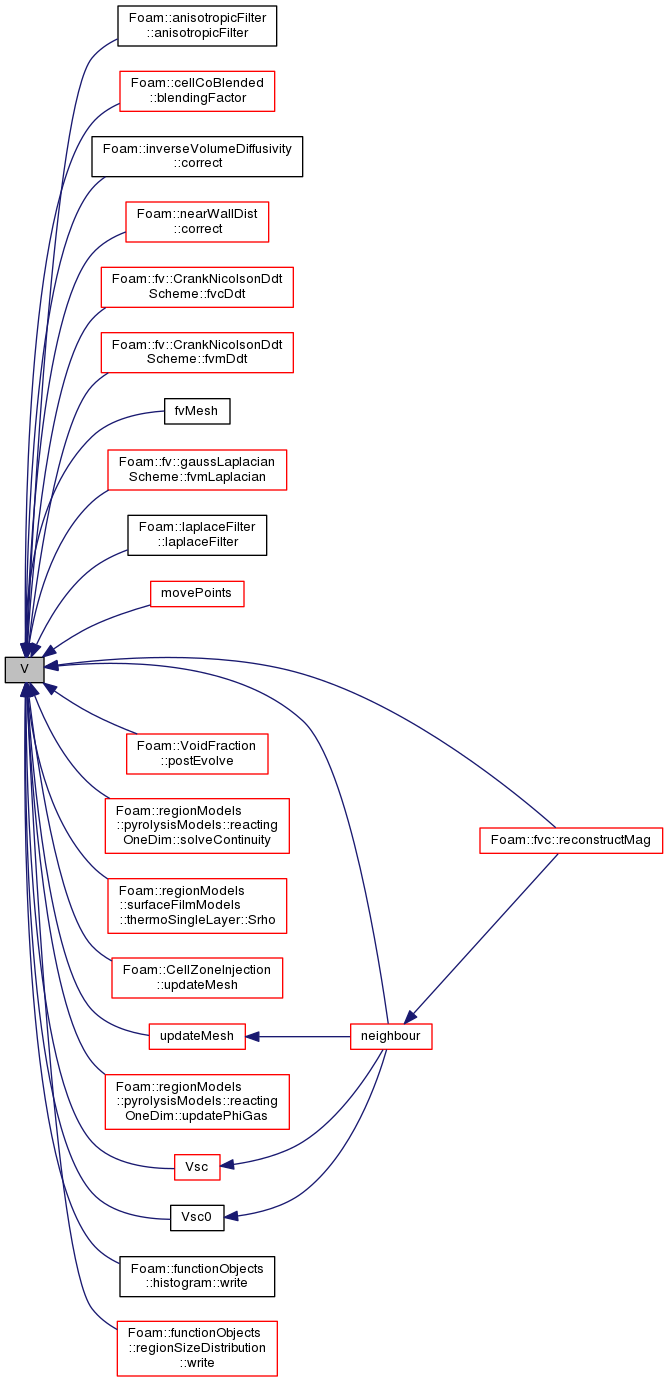 Foam::anisotropicFilter
::anisotropicFilter
Foam::cellCoBlended
::blendingFactor
Foam::inverseVolumeDiffusivity
::correct
Foam::nearWallDist
::correct
Foam::fv::CrankNicolsonDdt
Scheme::fvcDdt
Foam::fv::CrankNicolsonDdt
Scheme::fvmDdt
fvMesh
Foam::fv::gaussLaplacian
Scheme::fvmLaplacian
Foam::laplaceFilter
::laplaceFilter
movePoints
V
Foam::VoidFraction
::postEvolve
Foam::regionModels
::pyrolysisModels::reacting
OneDim::solveContinuity
Foam::fvc::reconstructMag
Foam::regionModels
::surfaceFilmModels
::thermoSingleLayer::Srho
Foam::CellZoneInjection
::updateMesh
updateMesh
neighbour
Foam::regionModels
::pyrolysisModels::reacting
OneDim::updatePhiGas
Vsc
Vsc0
Foam::functionObjects
::histogram::write
Foam::functionObjects
::regionSizeDistribution
::write